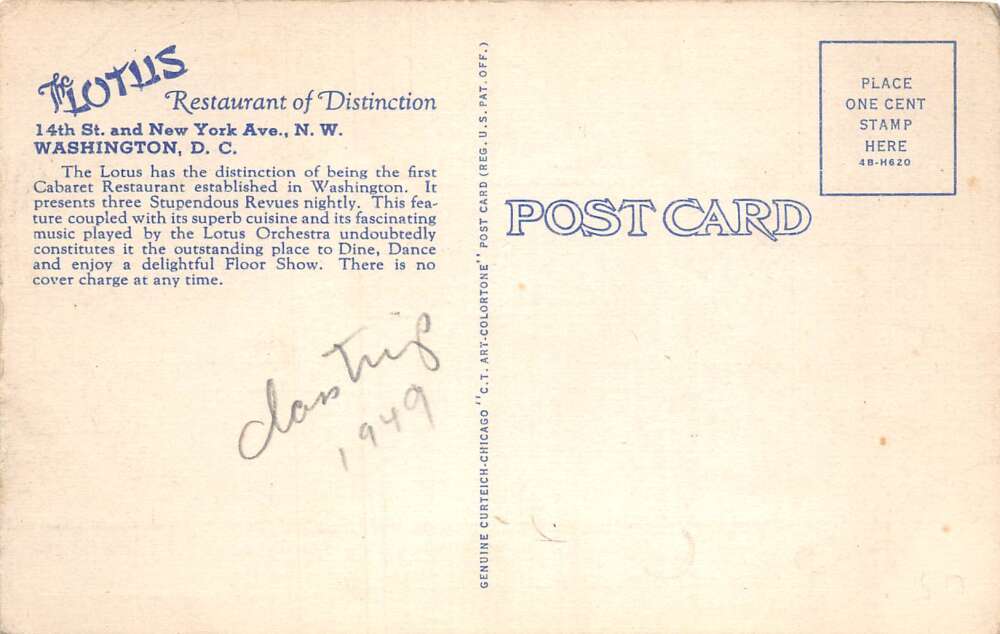 The LOTUS
Restaurant of Distinction
14th St. and New York Ave., N. W.
WASHINGTON, D. C.
The Lotus has the distinction of being the first
Cabaret Restaurant established in Washington. It
presents three Stupendous Revues nightly. This fea-
ture coupled with its superb cuisine and its fascinating
music played by the Lotus Orchestra undoubtedly
constitutes it the outstanding place to Dine, Dance
and enjoy a delightful Floor Show. There is no
cover charge at any time.
class trip
1949
GENUINE CURTEICH-CHICAGO "C.T. ART-COLORTONE" POST CARD (REG. U.S. PAT. OFF.)
POST CARD
PLACE
ONE CENT
STAMP
HERE
4B-H620